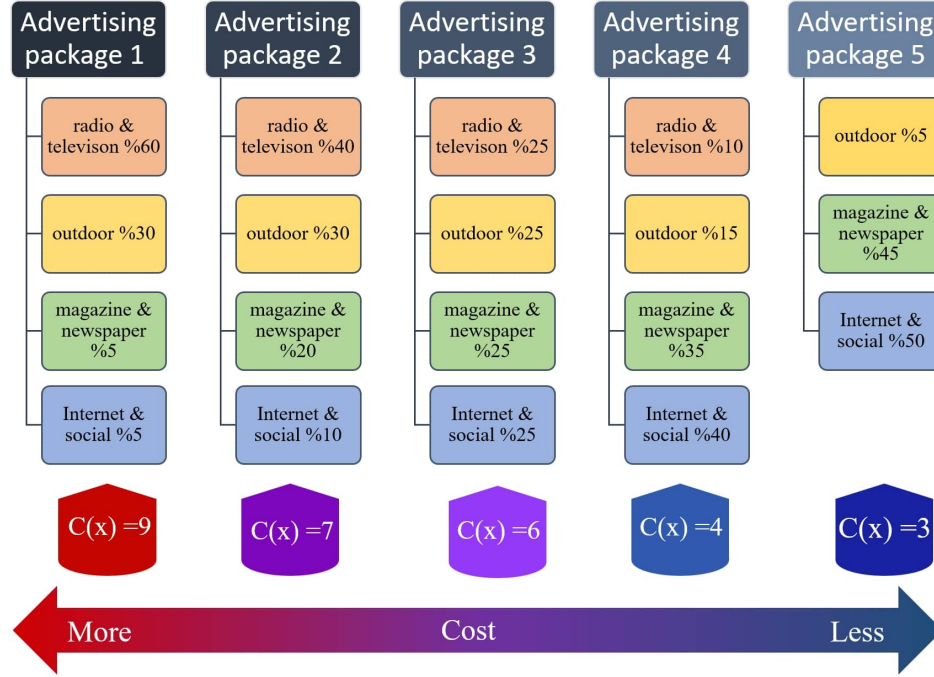 Advertising
package 1
radio &
televison %60
outdoor %30
magazine &
newspaper
%5
Internet &
social %5
C(x) =9
Advertising
package 2
radio &
televison %40
outdoor %30
magazine &
newspaper
%20
Internet &
social %10
C(x) =7
Advertising
package 3
radio &
televison %25
outdoor %25
magazine &
newspaper
%25
Internet &
social %25
C(x) =6
Advertising
package 4
radio &
televison %10
outdoor %15
magazine &
newspaper
%35
Internet &
social %40
C(x) =4
Advertising
package 5
outdoor %5
magazine &
newspaper
%45
Internet &
social %50
C(x) =3
More
Cost
Less